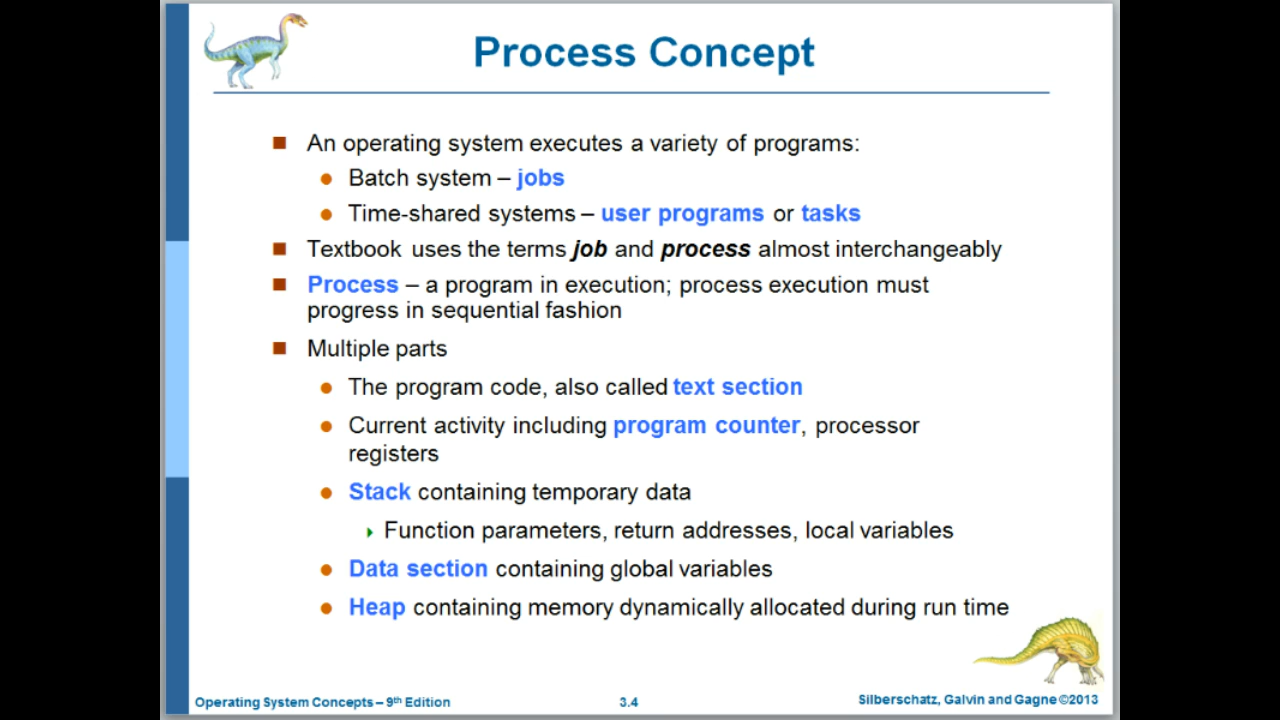 Process Concept
An operating system executes a variety of programs:
Batch system – jobs
Time-shared systems – user programs or tasks
Textbook uses the terms job and process almost interchangeably
Process – a program in execution; process execution must
progress in sequential fashion
Multiple parts
The program code, also called text section
Current activity including program counter, processor
registers
Stack containing temporary data
Function parameters, return addresses, local variables
Data section containing global variables
Heap containing memory dynamically allocated during run time
Operating System Concepts – 9th Edition
3.4
Silberschatz, Galvin and Gagne ©2013